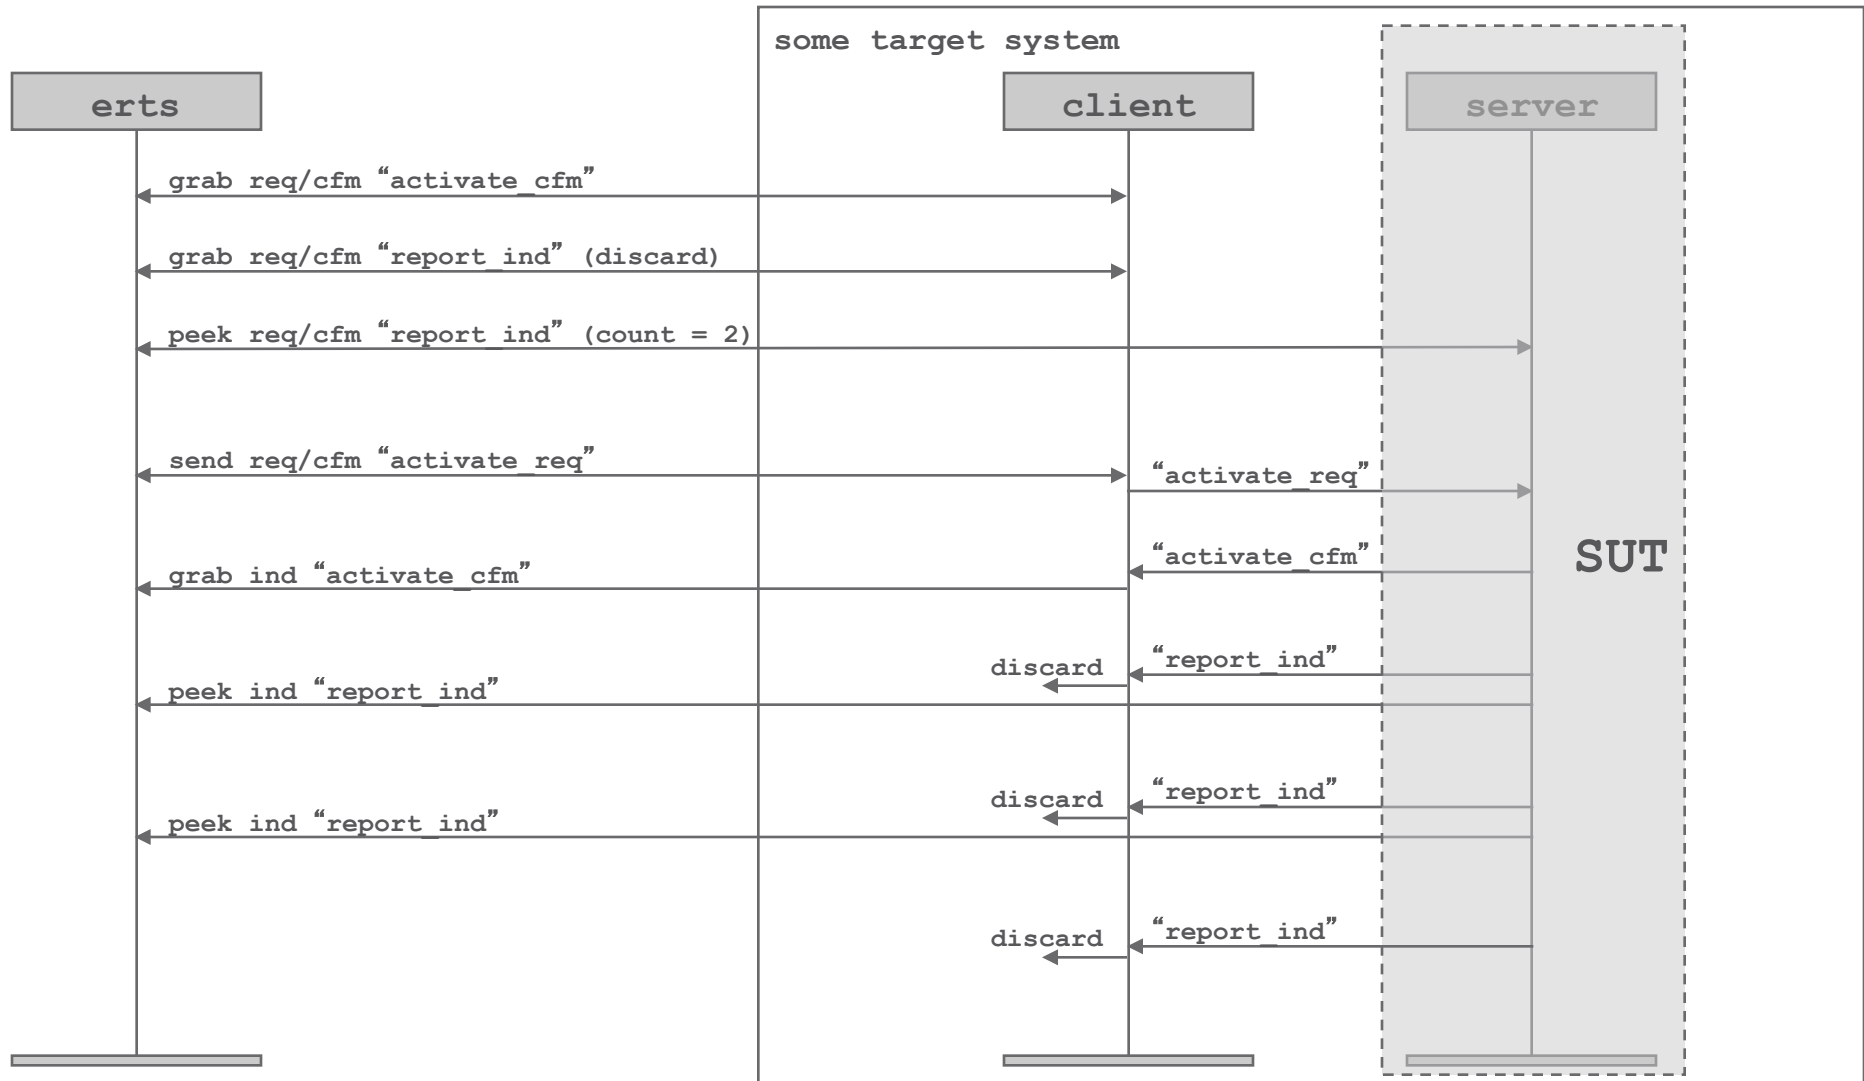 some target system
erts
client
server
grab req/cfm “activate_cfm”
grab req/cfm “report_ind” (discard)
peek req/cfm “report_ind” (count = 2)
send req/cfm “activate_req”
“activate_req”
SUT
“activate_cfm”
grab ind “activate_cfm”
“report_ind”
discard
peek ind “report_ind”
“report_ind”
discard
peek ind “report_ind”
“report_ind”
discard